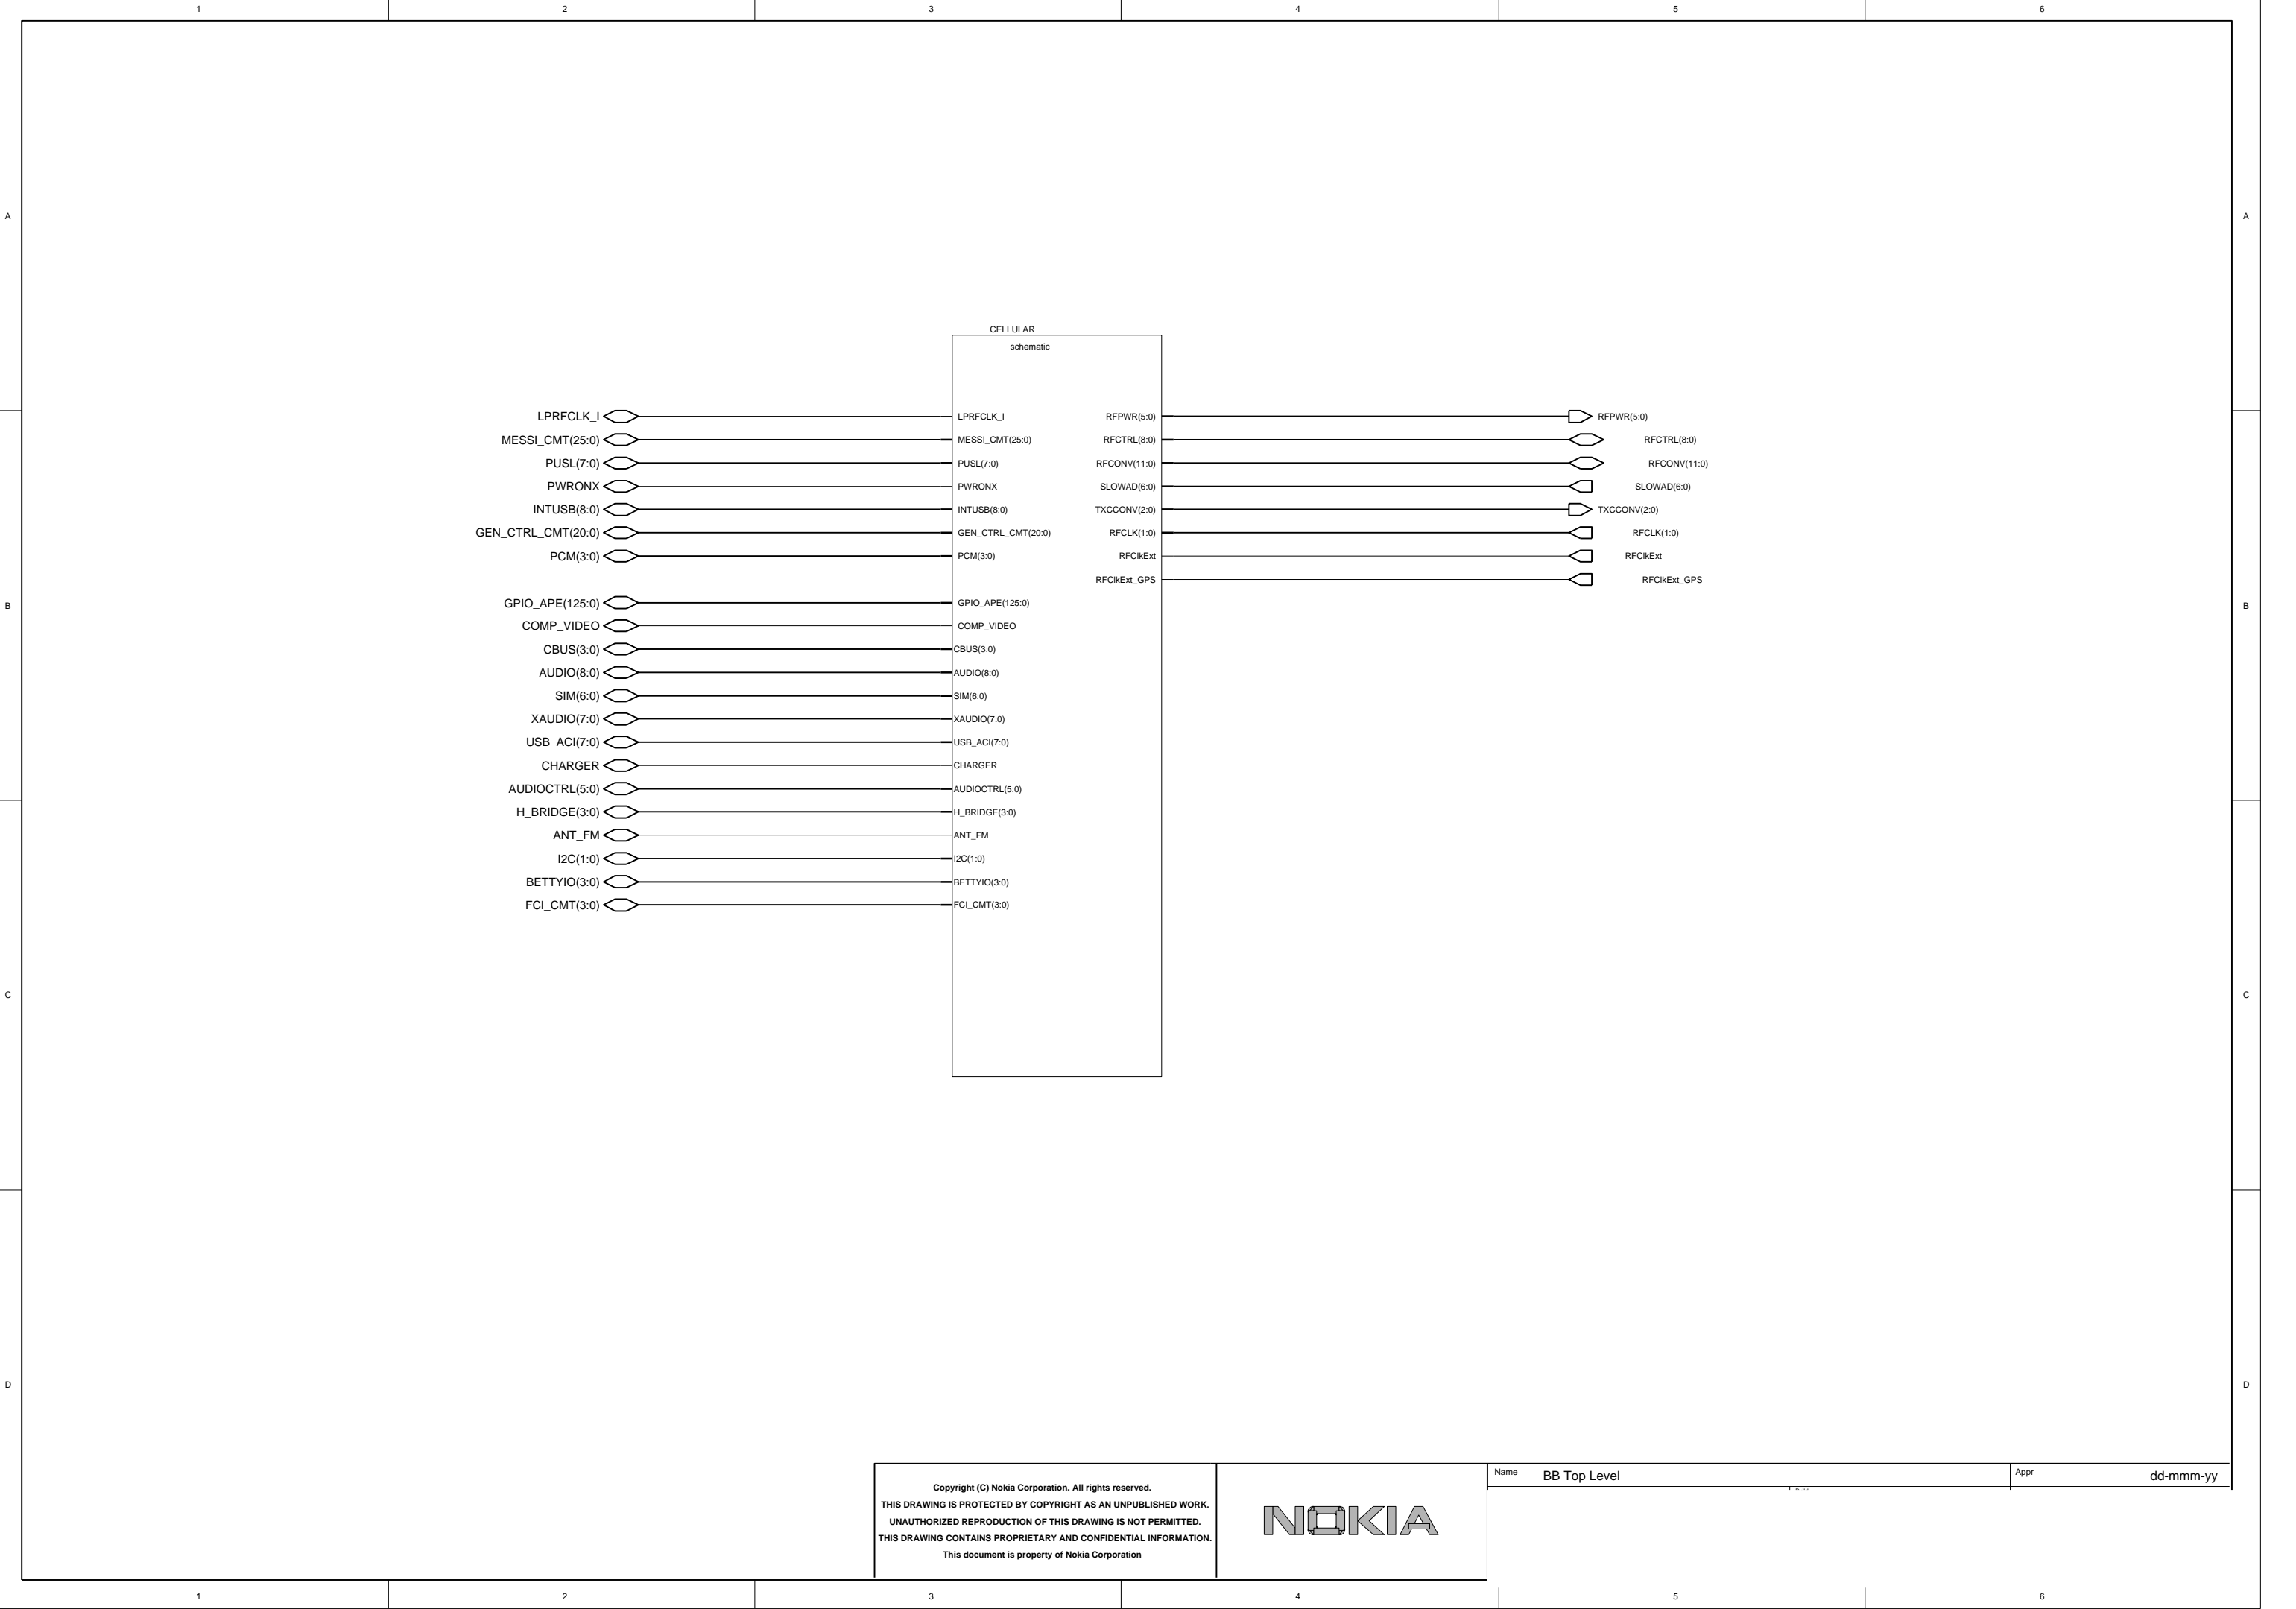 1 2 3 4 5 6
A A
CELLULAR
schematic
LPRFCLK_I LPRFCLK_I RFPWR(5:0) RFPWR(5:0)
MESSI_CMT(25:0) MESSI_CMT(25:0) RFCTRL(8:0) RFCTRL(8:0)
PUSL(7:0) PUSL(7:0) RFCONV(11:0) RFCONV(11:0)
PWRONX PWRONX SLOWAD(6:0) SLOWAD(6:0)
INTUSB(8:0) INTUSB(8:0) TXCCONV(2:0) TXCCONV(2:0)
GEN_CTRL_CMT(20:0) GEN_CTRL_CMT(20:0) RFCLK(1:0) RFCLK(1:0)
PCM(3:0) PCM(3:0) RFClkExt RFClkExt
RFClkExt_GPS RFClkExt_GPS
B GPIO_APE(125:0) GPIO_APE(125:0) B
COMP_VIDEO COMP_VIDEO
CBUS(3:0) CBUS(3:0)
AUDIO(8:0) AUDIO(8:0)
SIM(6:0) SIM(6:0)
XAUDIO(7:0) XAUDIO(7:0)
USB_ACI(7:0) USB_ACI(7:0)
CHARGER CHARGER
AUDIOCTRL(5:0) AUDIOCTRL(5:0)
H_BRIDGE(3:0) H_BRIDGE(3:0)
ANT_FM ANT_FM
I2C(1:0) I2C(1:0)
BETTYIO(3:0) BETTYIO(3:0)
FCI_CMT(3:0) FCI_CMT(3:0)
C C
D D
Copyright (C) Nokia Corporation. All rights reserved.
THIS DRAWING IS PROTECTED BY COPYRIGHT AS AN UNPUBLISHED WORK.
UNAUTHORIZED REPRODUCTION OF THIS DRAWING IS NOT PERMITTED.
THIS DRAWING CONTAINS PROPRIETARY AND CONFIDENTIAL INFORMATION.
This document is property of Nokia Corporation
NOKIA
Name BB Top Level Appr dd-mmm-yy
1 2 3 4 5 6